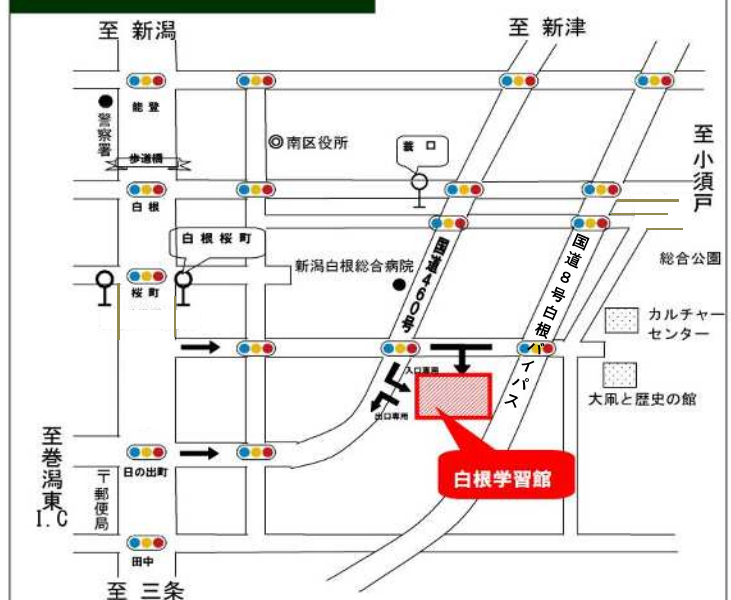 至 新潟
至 新津
能登
警察署
南区役所
歩道橋
蓑 口
至小須戸
白根
白根桜町
国道460号
国道8号白根バイパス
新潟白根総合病院
総合公園
桜町
カルチャー
センター
入口専用
大凧と歴史の館
出口専用
至巻潟東I.C
日の出町
〒郵便局
白根学習館
田中
至 三条